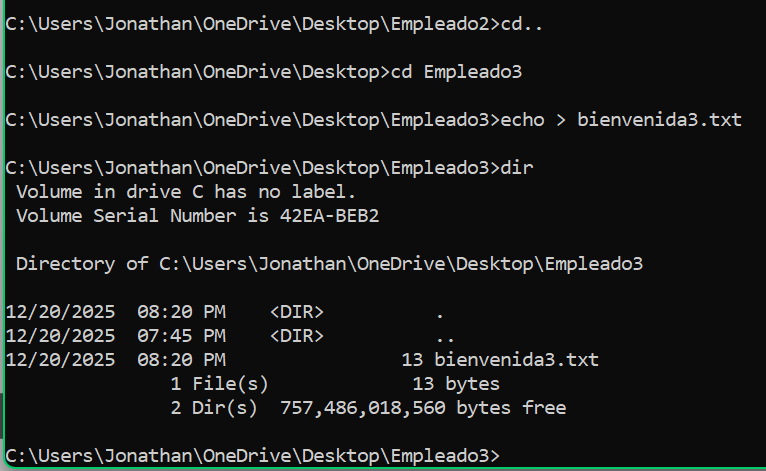 C:\Users\Jonathan\OneDrive\Desktop\Empleado2>cd..
C:\Users\Jonathan\OneDrive\Desktop>cd Empleado3
C:\Users\Jonathan\OneDrive\Desktop\Empleado3>echo > bienvenida3.txt
C:\Users\Jonathan\OneDrive\Desktop\Empleado3>dir
 Volume in drive C has no label.
 Volume Serial Number is 42EA-BEB2
 Directory of C:\Users\Jonathan\OneDrive\Desktop\Empleado3
12/20/2025  08:20 PM    <DIR>          .
12/20/2025  07:45 PM    <DIR>          ..
12/20/2025  08:20 PM                13 bienvenida3.txt
               1 File(s)             13 bytes
               2 Dir(s)  757,486,018,560 bytes free
C:\Users\Jonathan\OneDrive\Desktop\Empleado3>